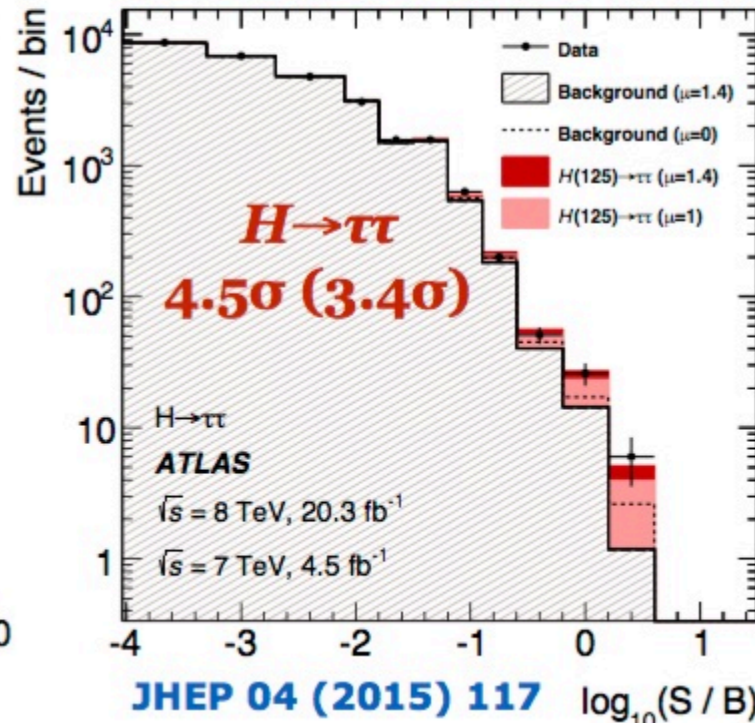 Events / bin
10⁴
10³
10²
10
1
Data
Background (μ=1.4)
Background (μ=0)
H(125)→ττ (μ=1.4)
H(125)→ττ (μ=1)
H→ττ
4.5σ (3.4σ)
H→ττ
ATLAS
√s = 8 TeV, 20.3 fb⁻¹
√s = 7 TeV, 4.5 fb⁻¹
0
-4 -3 -2 -1 0 1
JHEP 04 (2015) 117
log₁₀(S / B)